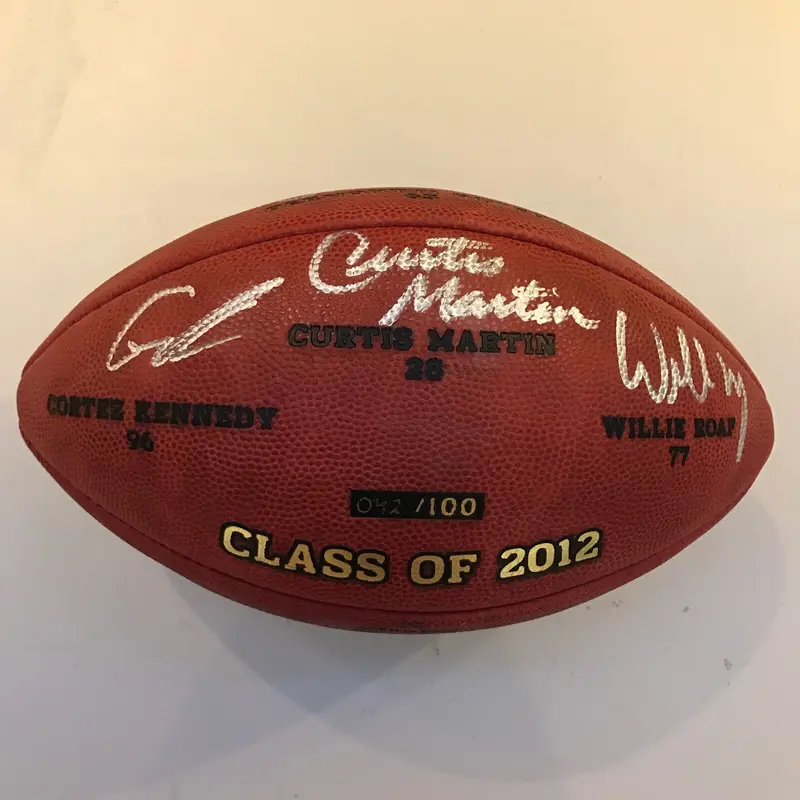 Curtis
Martin
CURTIS MARTIN
28
CORTEZ KENNEDY
96
WILLIE ROAF
77
042 /100
CLASS OF 2012